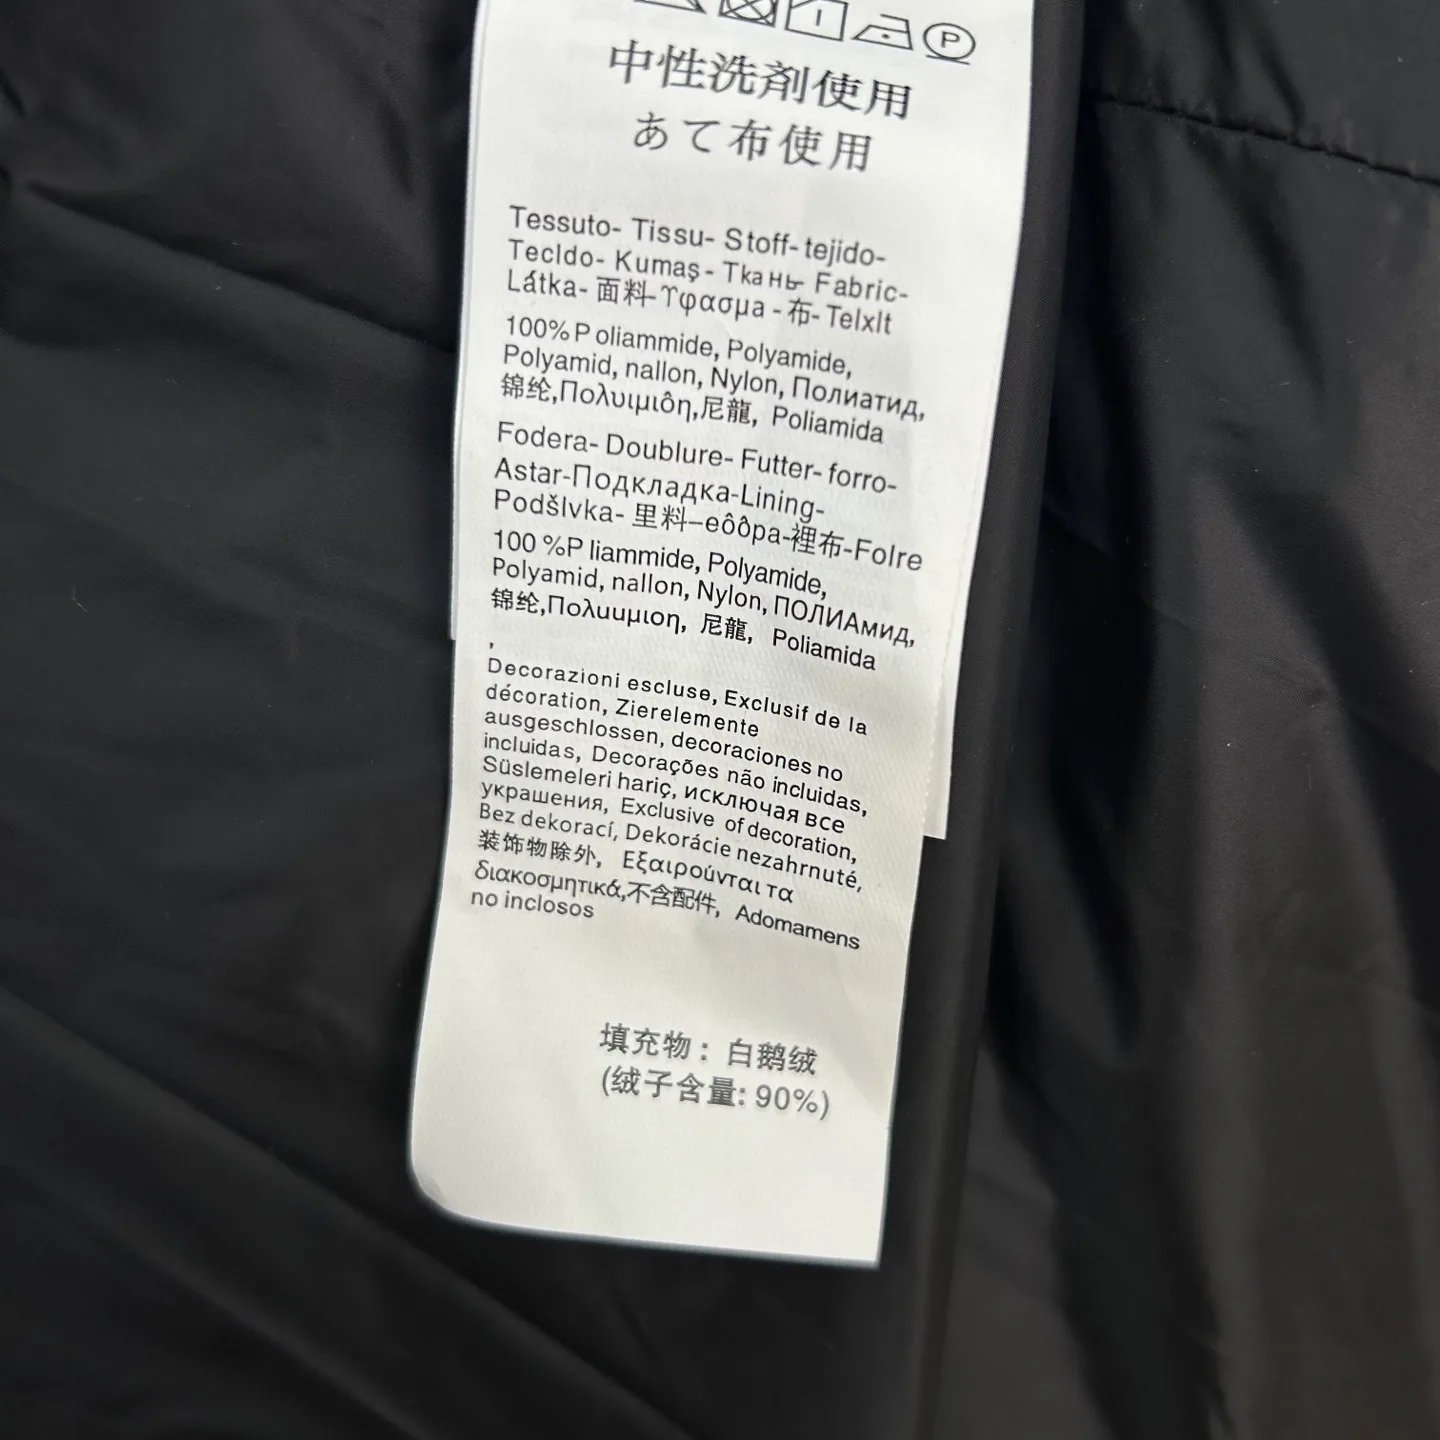 P
中性洗剤使用
あて布使用
Tessuto- Tissu- Stoff- tejido-
Tecldo- Kumaş - Ткань- Fabric-
Látka- 面料-Υφασμα - 布- Telxlt
100%P oliammide, Polyamide,
Polyamid, nallon, Nylon, Полиатид,
锦纶,Πολυιμιôη,尼龍, Poliamida
Fodera- Doublure- Futter- forro-
Astar-Подкладка-Lining-
Podšlvka- 里料–eôôρa-裡布-Folre
100 %P liammide, Polyamide,
Polyamid, nallon, Nylon, ПОЛИАмид,
锦纶,Πολuιμιοη, 尼龍, Poliamida
,
Decorazioni escluse, Exclusif de la
décoration, Zierelemente
ausgeschlossen, decoraciones no
incluidas, Decorações não incluidas,
Süslemeleri hariç, исключая все
украшения, Exclusive of decoration,
Bez dekorací, Dekorácie nezahrnuté,
装饰物除外, Εξαιρούνται τα
διακοσμητικά,不含配件, Adomamens
no inclosos
填充物：白鹅绒
(绒子含量: 90%)